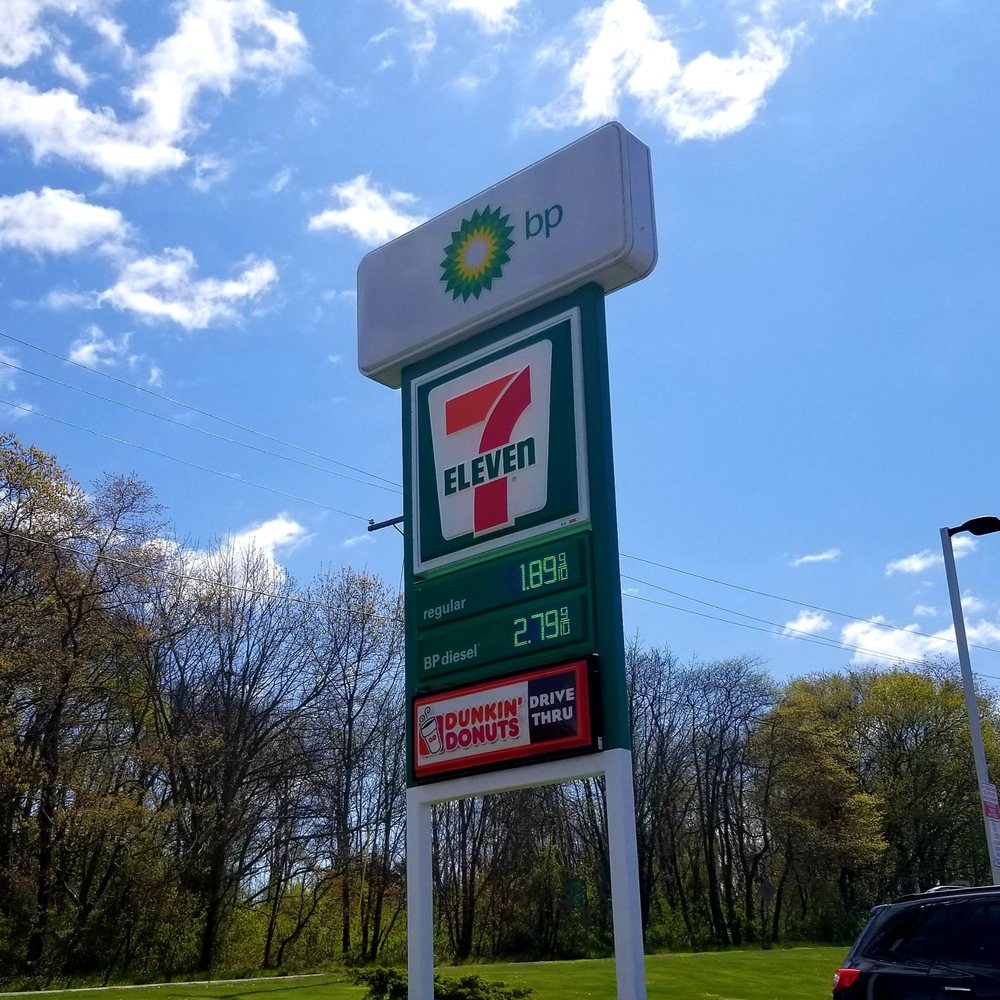 bp
7
ELEVEn
regular 1.89 9/10
BP diesel 2.79 9/10
DUNKIN'
DONUTS
DRIVE
THRU